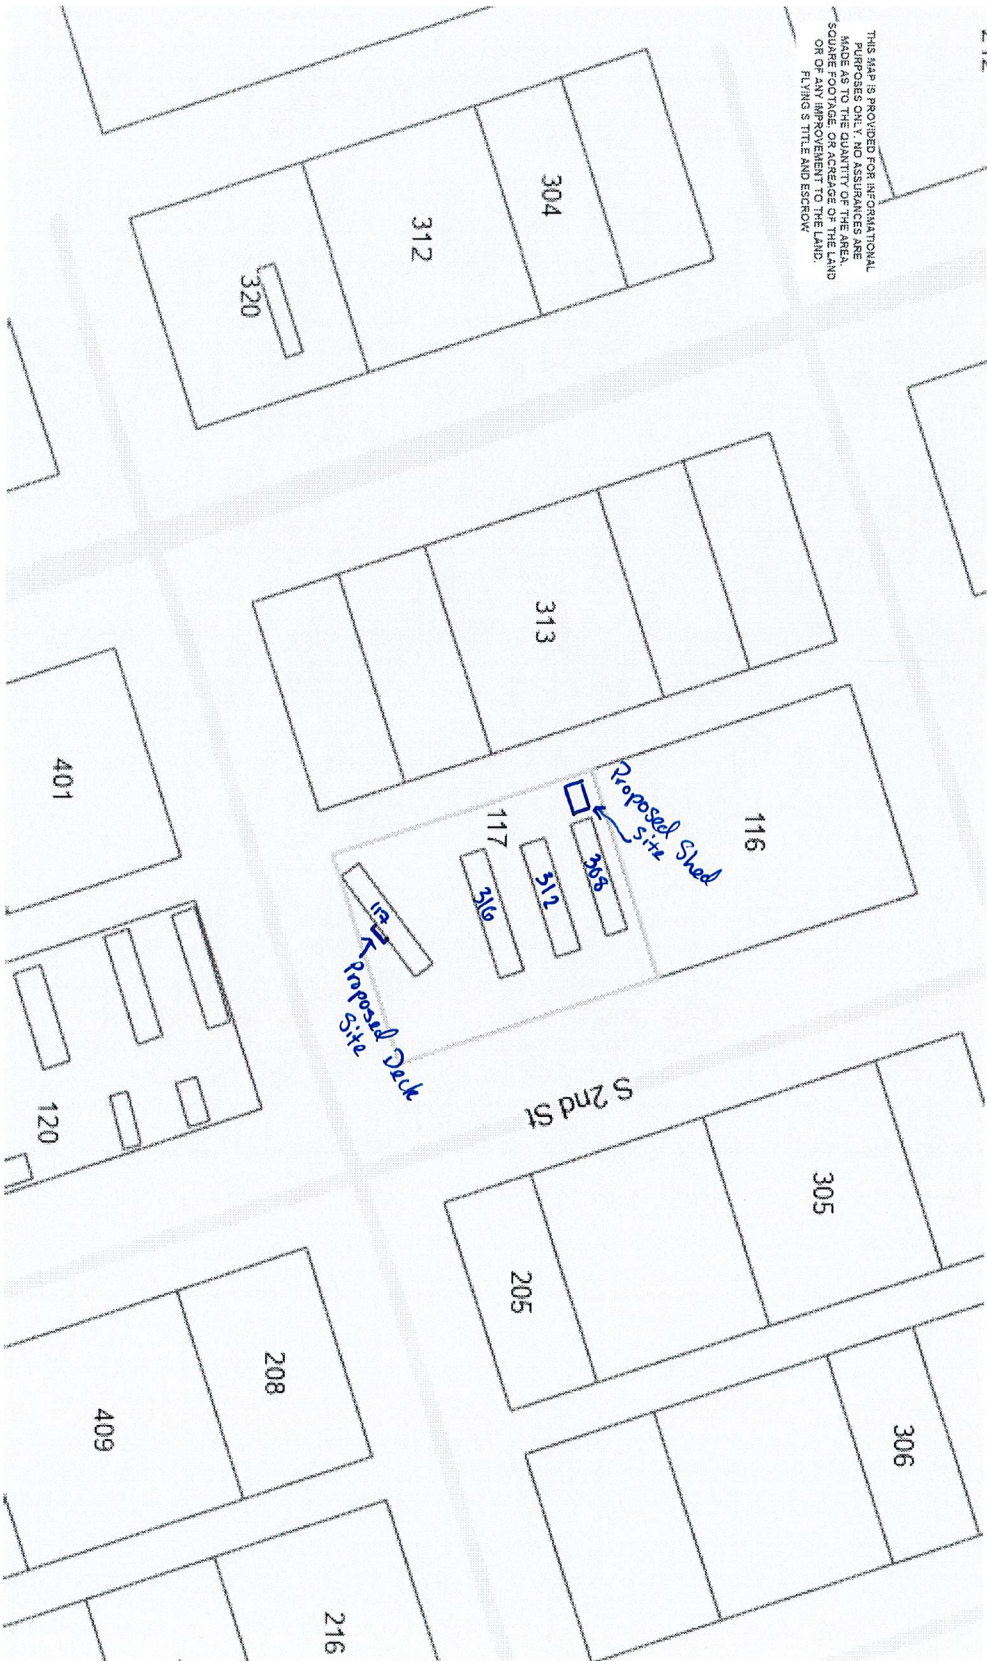 THIS MAP IS PROVIDED FOR INFORMATIONAL
PURPOSES ONLY. NO ASSURANCES ARE
MADE AS TO THE QUANTITY OF THE AREA,
SQUARE FOOTAGE, OR ACREAGE OF THE LAND
OR OF ANY IMPROVEMENT TO THE LAND.
FLYING S TITLE AND ESCROW
304
312
320
313
401
116
117
Proposed Shed
Site
308
312
316
117
Proposed Deck
Site
S 2nd St
120
305
205
208
409
306
216